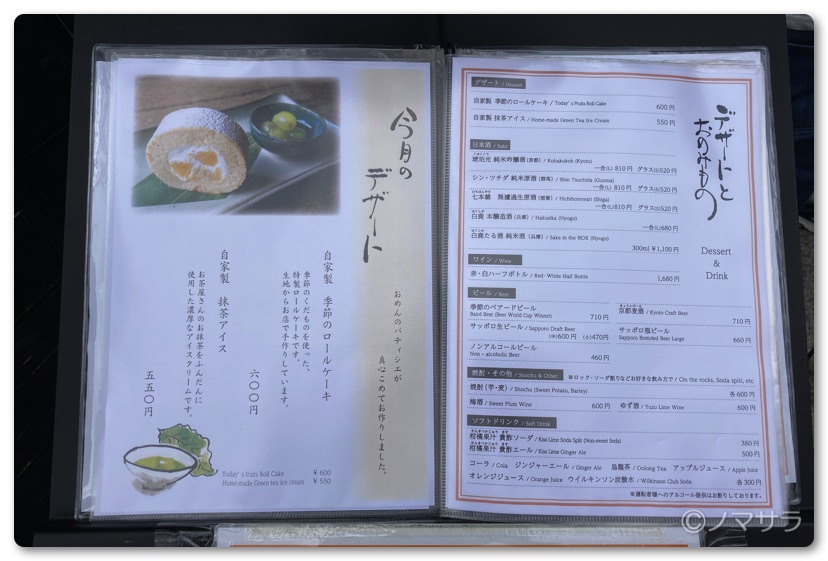 今月の
デザート
おめんのパティシエが
真心こめてお作りしました。
自家製 季節のロールケーキ
季節のくだものを使った、
特製ロールケーキです。
生地からお店で手作りしています。
六〇〇円
自家製 抹茶アイス
お茶屋さんのお抹茶をふんだんに
使用した濃厚なアイスクリームです。
五五〇円
Today's fruits Roll Cake ¥600
Home-made Green tea ice cream ¥550
デザートと
おのみもの
Dessert
&
Drink
デザート / Dessert
自家製 季節のロールケーキ / Today's Fruits Roll Cake 600円
自家製 抹茶アイス / Home-made Green Tea Ice Cream 550円
日本酒 / Sake
琥珀光 純米吟醸酒(京都) / Kohakukoh (Kyoto)
一合(L) 810円 グラス(S)520円
シン・ツチダ 純米原酒(群馬) / Shin Tsuchida (Gunma)
一合(L) 810円 グラス(S)520円
七本鎗 無濾過生原酒(滋賀) / Hichihonnyali (Shiga)
一合(L)810円 グラス(S)520円
白鹿 本醸造酒(兵庫) / Haksika (Hyogo)
一合(L)680円
白鹿たる酒 純米酒(兵庫) / Sake in the BOX (Hyogo)
300ml ¥1,100円
ワイン / Wine
赤・白ハーフボトル / Red・White Half Bottle 1,680円
ビール / Beer
季節のベアードビール
Baird Beer (Beer World Cup Winner) 710円
京都麦酒 / Kyoto Craft Beer
710円
サッポロ生ビール / Sapporo Draft Beer
(中)600円 (小)470円
サッポロ瓶ビール
Sapporo Bottoled Beer Large 660円
ノンアルコールビール
Non - alcoholic Beer 460円
焼酎・その他 / Shochu & Other
※ロック・ソーダ割りなどお好きな飲み方で / On the rocks, Soda split, etc
焼酎(芋・麦) / Shochu (Sweet Potato, Barley) 各600円
梅酒 / Sweet Plum Wine 600円 ゆず酒 / Yuzu Lime Wine 600円
ソフトドリンク / Soft Drink
柑橘果汁 貴酢ソーダ / Kisu Lime Soda Split (Non-sweet Soda) 380円
柑橘果汁 貴酢エール / Kisu Lime Ginger Ale 500円
コーラ / Cola ジンジャーエール / Ginger Ale 烏龍茶 / Oolong Tea アップルジュース / Apple Juice
オレンジジュース / Orange Juice ウイルキンソン炭酸水 / Wilkinson Club Soda 各300円
※運転者様へのアルコール提供はお断りしております。
©ノマサラ